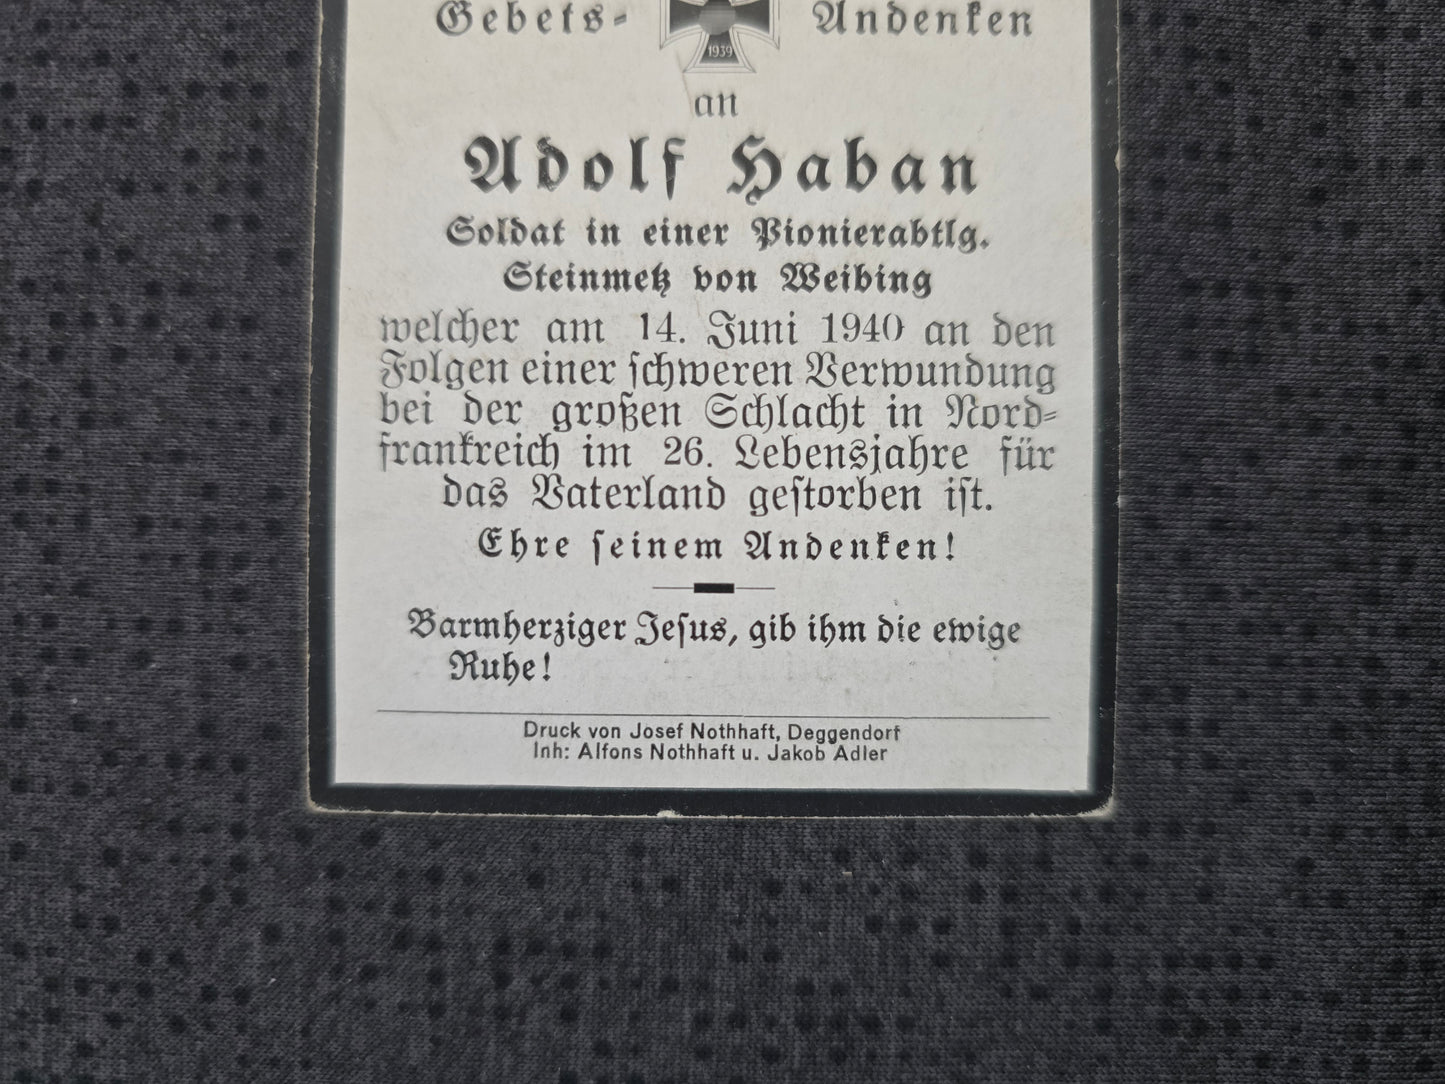 Gebets- Andenken
1939
an
Adolf Haban
Soldat in einer Pionierabtlg.
Steinmetz von Weibing
welcher am 14. Juni 1940 an den
Folgen einer schweren Verwundung
bei der großen Schlacht in Nord-
frankreich im 26. Lebensjahre für
das Vaterland gestorben ist.
Ehre seinem Andenken!
Barmherziger Jesus, gib ihm die ewige
Ruhe!
Druck von Josef Nothhaft, Deggendorf
Inh: Alfons Nothhaft u. Jakob Adler